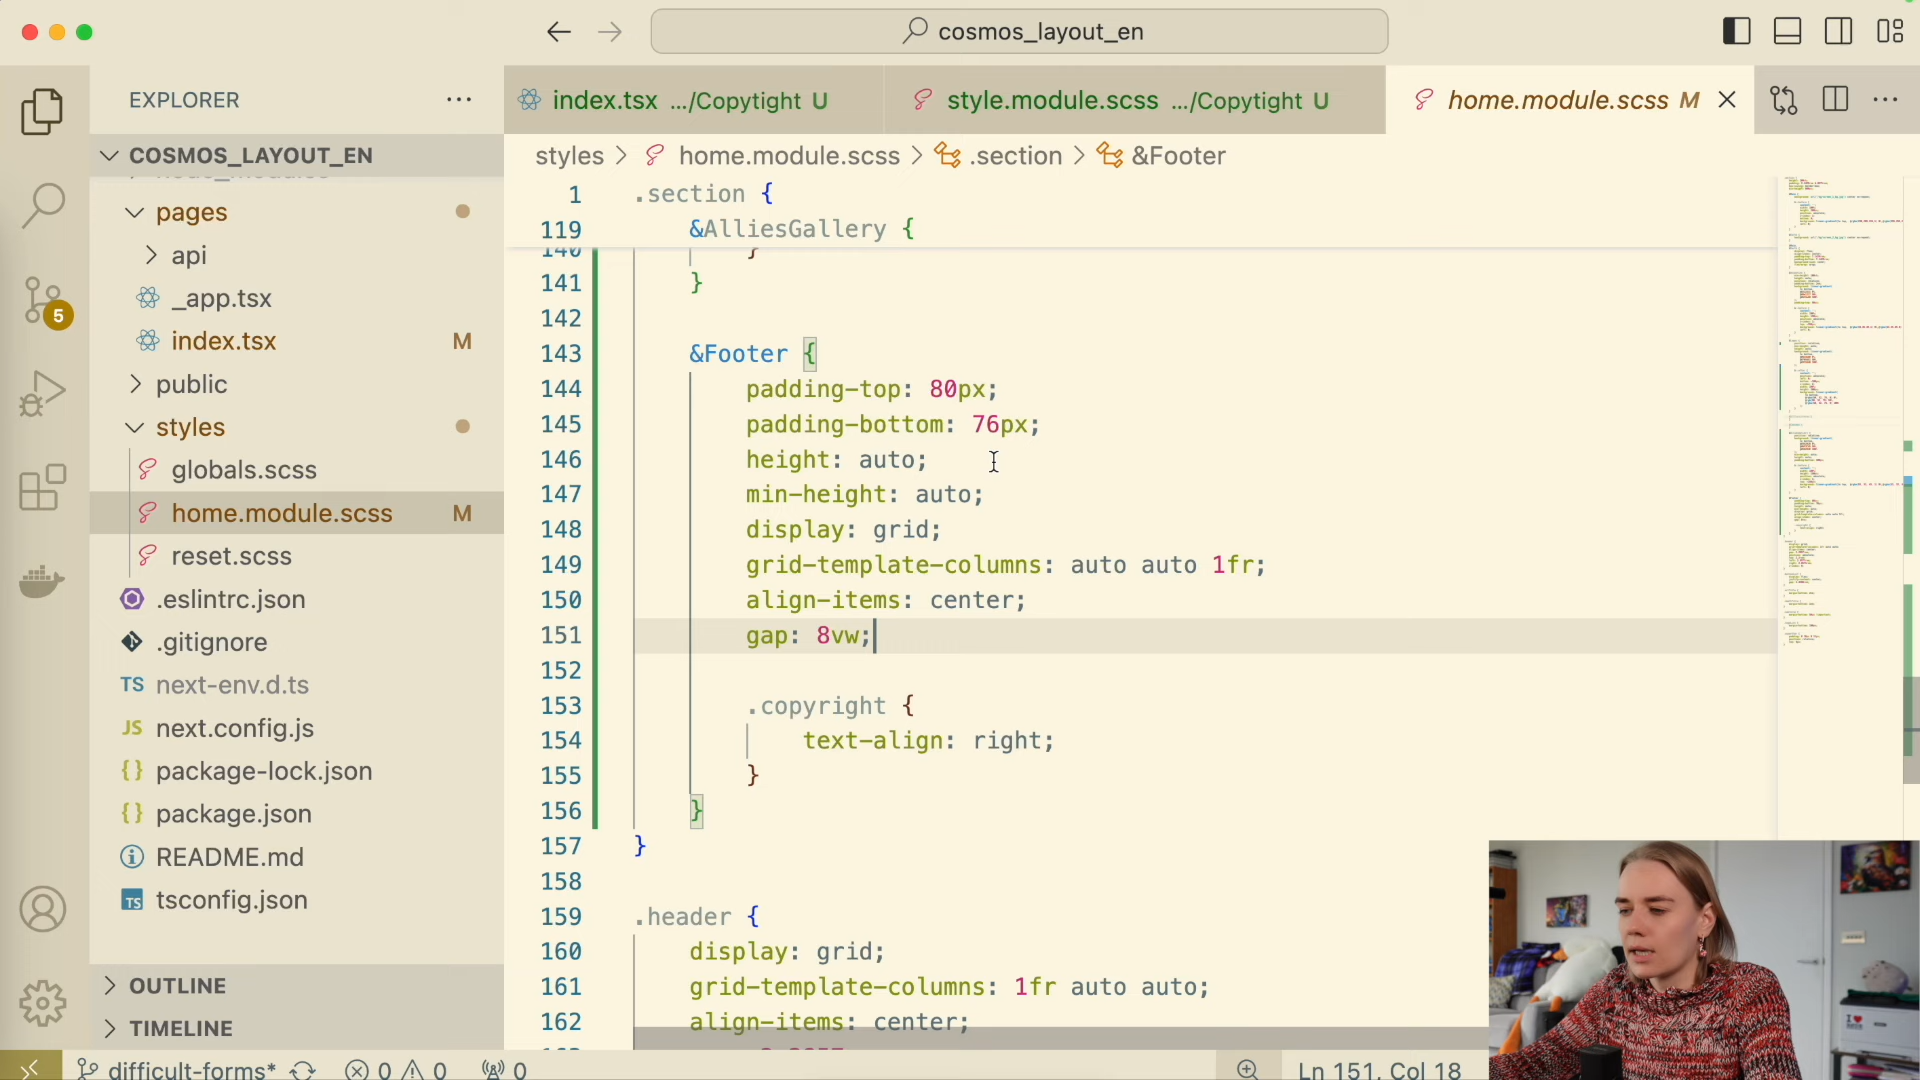 cosmos_layout_en
EXPLORER
index.tsx .../Copytight U
style.module.scss .../Copytight U
home.module.scss M
COSMOS_LAYOUT_EN
styles > home.module.scss > .section > &Footer
pages
api
_app.tsx
index.tsx M
public
styles
globals.scss
home.module.scss M
reset.scss
.eslintrc.json
.gitignore
TS next-env.d.ts
JS next.config.js
{} package-lock.json
{} package.json
README.md
TS tsconfig.json
OUTLINE
TIMELINE
5
1 .section {
119 &AlliesGallery {
140 }
141 }
142
143 &Footer {
144 padding-top: 80px;
145 padding-bottom: 76px;
146 height: auto;
147 min-height: auto;
148 display: grid;
149 grid-template-columns: auto auto 1fr;
150 align-items: center;
151 gap: 8vw;
152
153 .copyright {
154 text-align: right;
155 }
156 }
157 }
158
159 .header {
160 display: grid;
161 grid-template-columns: 1fr auto auto;
162 align-items: center;
difficult-forms* 0 0 0
Ln 151, Col 18